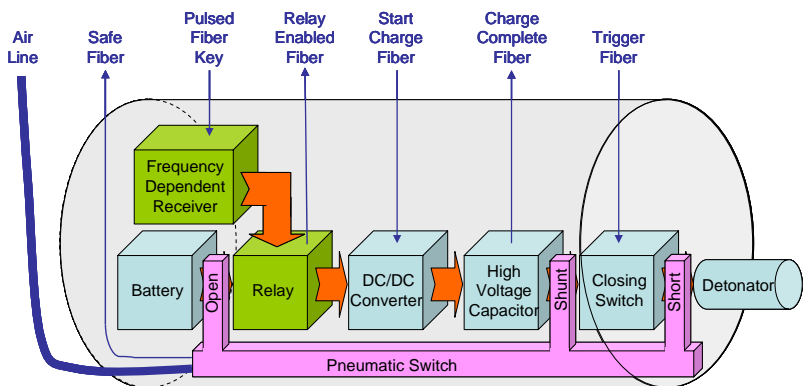 Air
Line
Safe
Fiber
Pulsed
Fiber
Key
Relay
Enabled
Fiber
Start
Charge
Fiber
Charge
Complete
Fiber
Trigger
Fiber
Frequency
Dependent
Receiver
Battery
Open
Relay
DC/DC
Converter
High
Voltage
Capacitor
Shunt
Closing
Switch
Short
Detonator
Pneumatic Switch